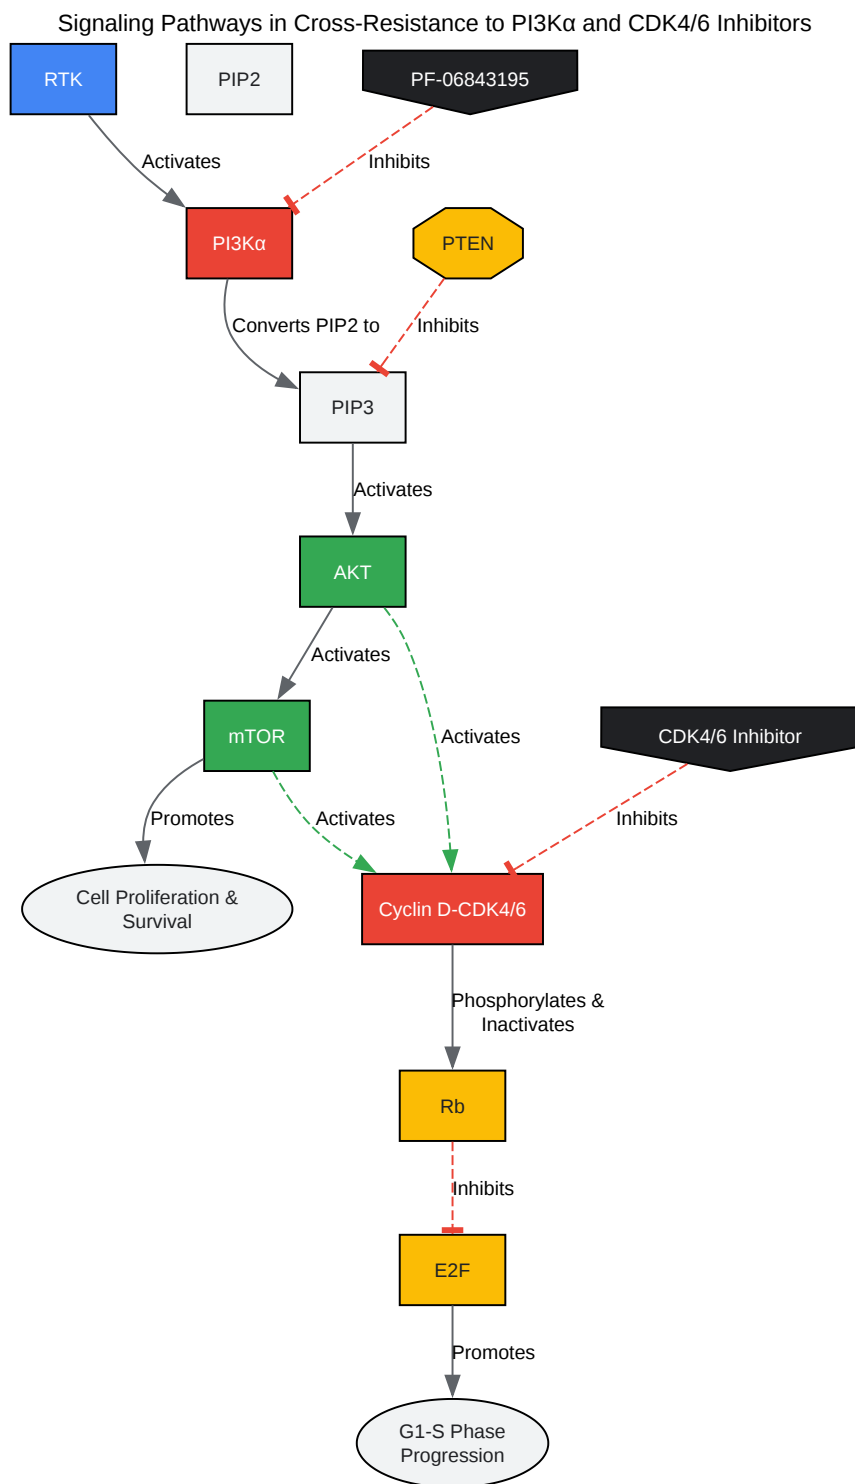 Signaling Pathways in Cross-Resistance to PI3Kα and CDK4/6 Inhibitors
RTK
PIP2
PF-06843195
Activates
Inhibits
PI3Kα
PTEN
Converts PIP2 to
Inhibits
PIP3
Activates
AKT
Activates
mTOR
Activates
CDK4/6 Inhibitor
Promotes
Activates
Inhibits
Cell Proliferation &
Survival
Cyclin D-CDK4/6
Phosphorylates &
Inactivates
Rb
Inhibits
E2F
Promotes
G1-S Phase
Progression